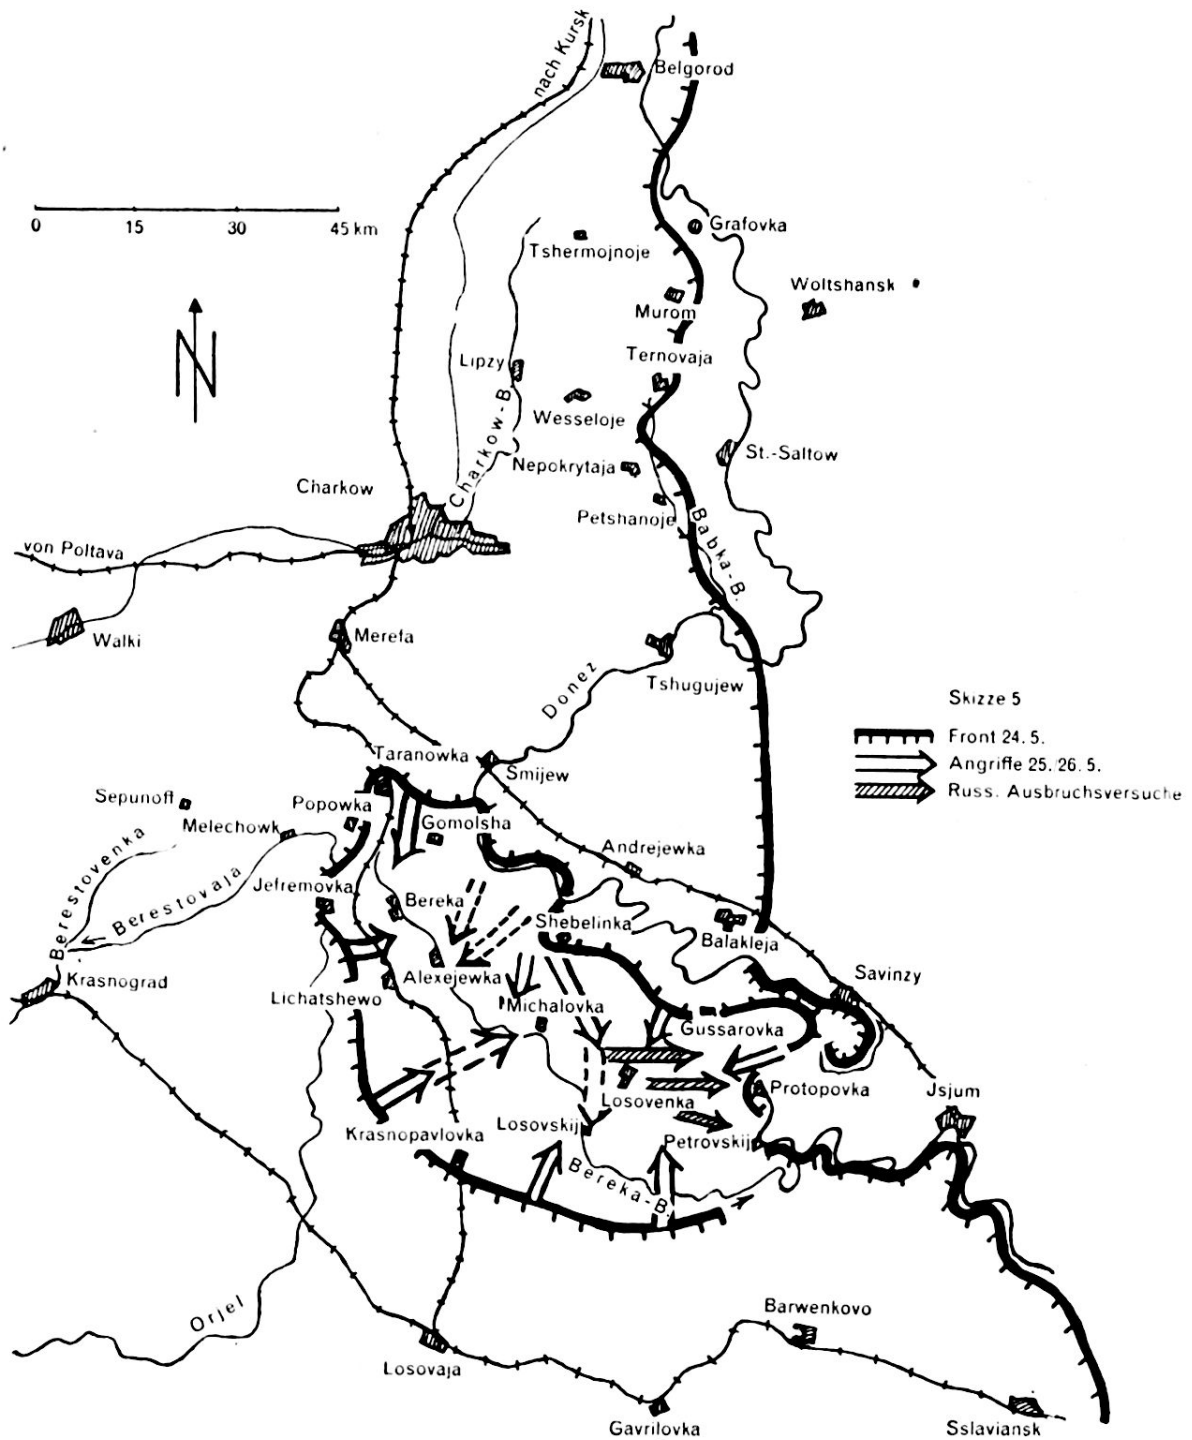 nach Kursk
Belgorod
0 15 30 45 km
Grafovka
Tshermojnoje
Woltshansk
N
Murom
Ternovaja
Lipzy
Charkow-B.
Wesseloje
St.-Saltow
Nepokrytaja
Charkow
Petshanoje
Babka-B.
von Poltava
Walki
Merefa
Donez
Tshugujew
Skizze 5
Front 24.5.
Angriffe 25./26.5.
Russ. Ausbruchsversuche
Taranowka
Smijew
Sepunoff
Popowka
Melechowk
Gomolsha
Andrejewka
Berestovenka
Berestovaja
Jefremovka
Bereka
Shebelinka
Balakleja
Krasnograd
Alexejewka
Savinzy
Lichatshewo
Michalovka
Gussarovka
Losovenka
Protopovka
Jsjum
Krasnopavlovka
Losovskij
Petrovskij
Bereka-B.
Orjel
Barwenkovo
Losovaja
Gavrilovka
Sslaviansk